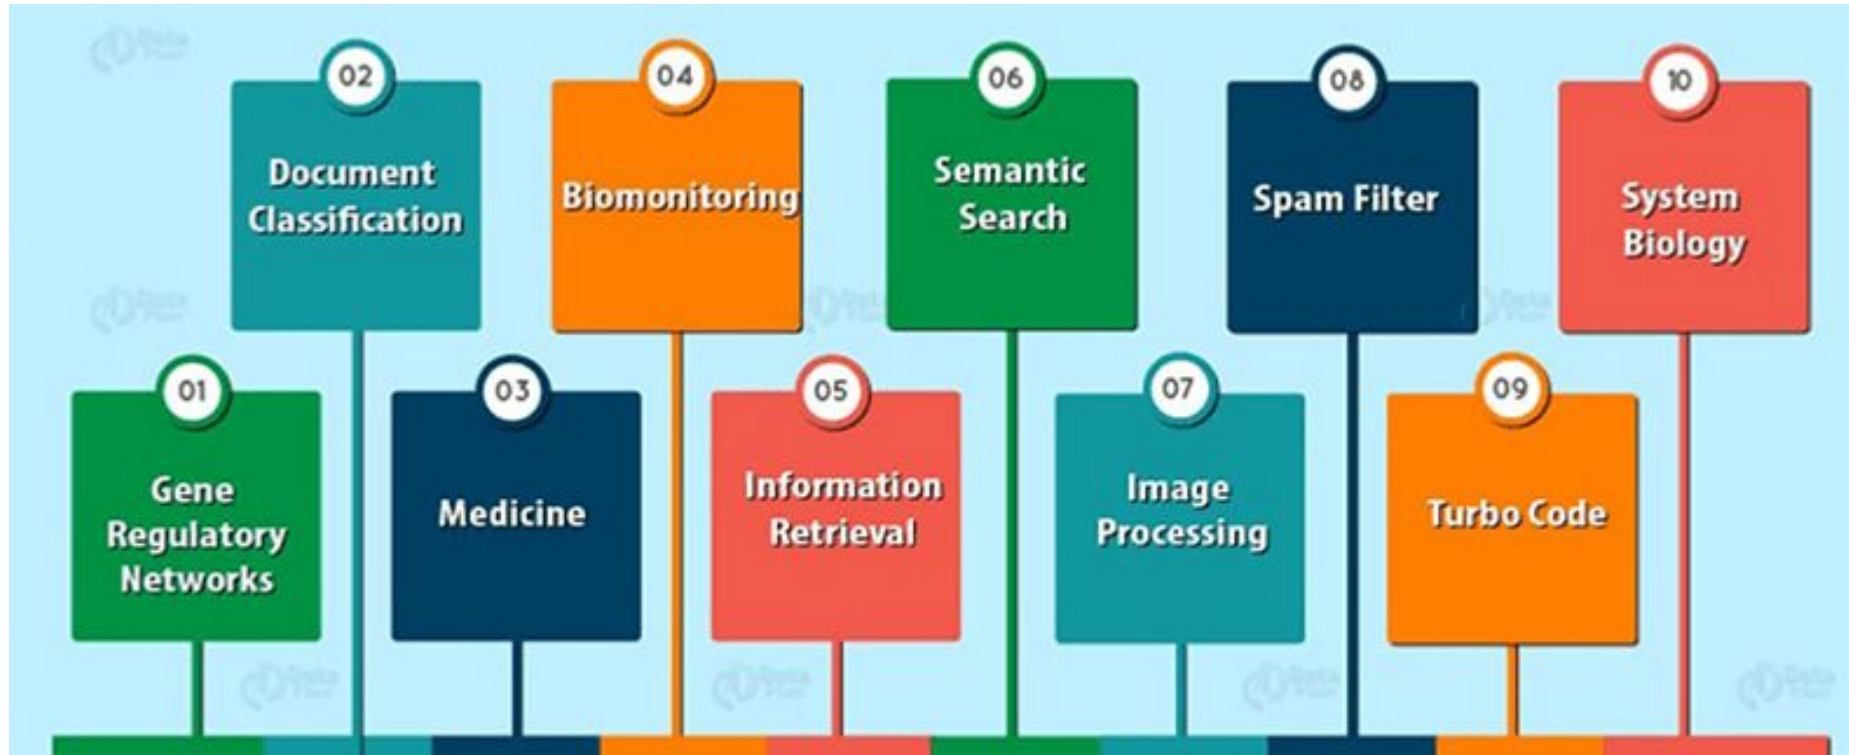 01
Gene
Regulatory
Networks
02
Document
Classification
03
Medicine
04
Biomonitoring
05
Information
Retrieval
06
Semantic
Search
07
Image
Processing
08
Spam Filter
09
Turbo Code
10
System
Biology